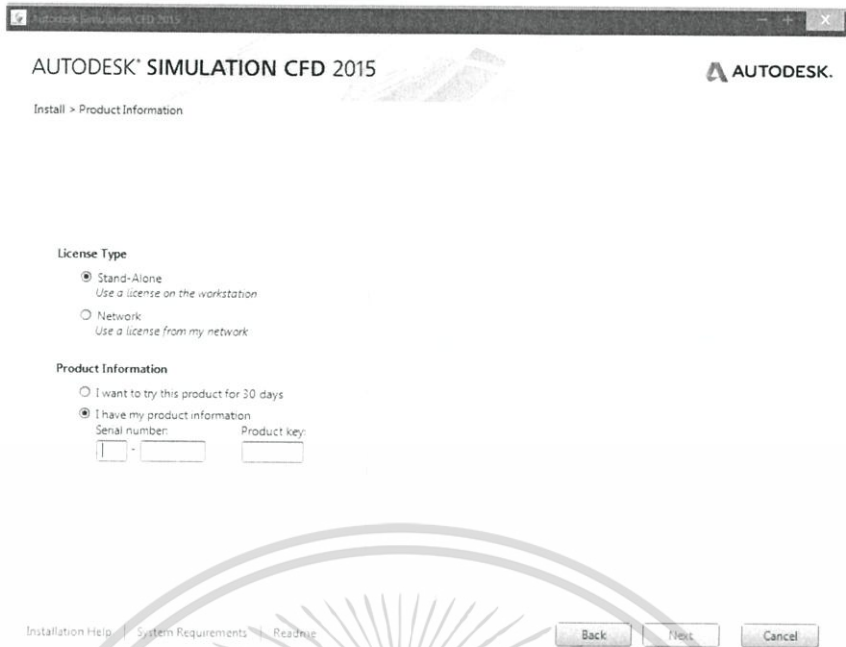 Autodesk Simulation CFD 2015
AUTODESK® SIMULATION CFD 2015
AUTODESK.
Install > Product Information
License Type
Stand-Alone
Use a license on the workstation
Network
Use a license from my network
Product Information
I want to try this product for 30 days
I have my product information
Serial number: Product key:
-
Installation Help | System Requirements | Readme
Back Next Cancel